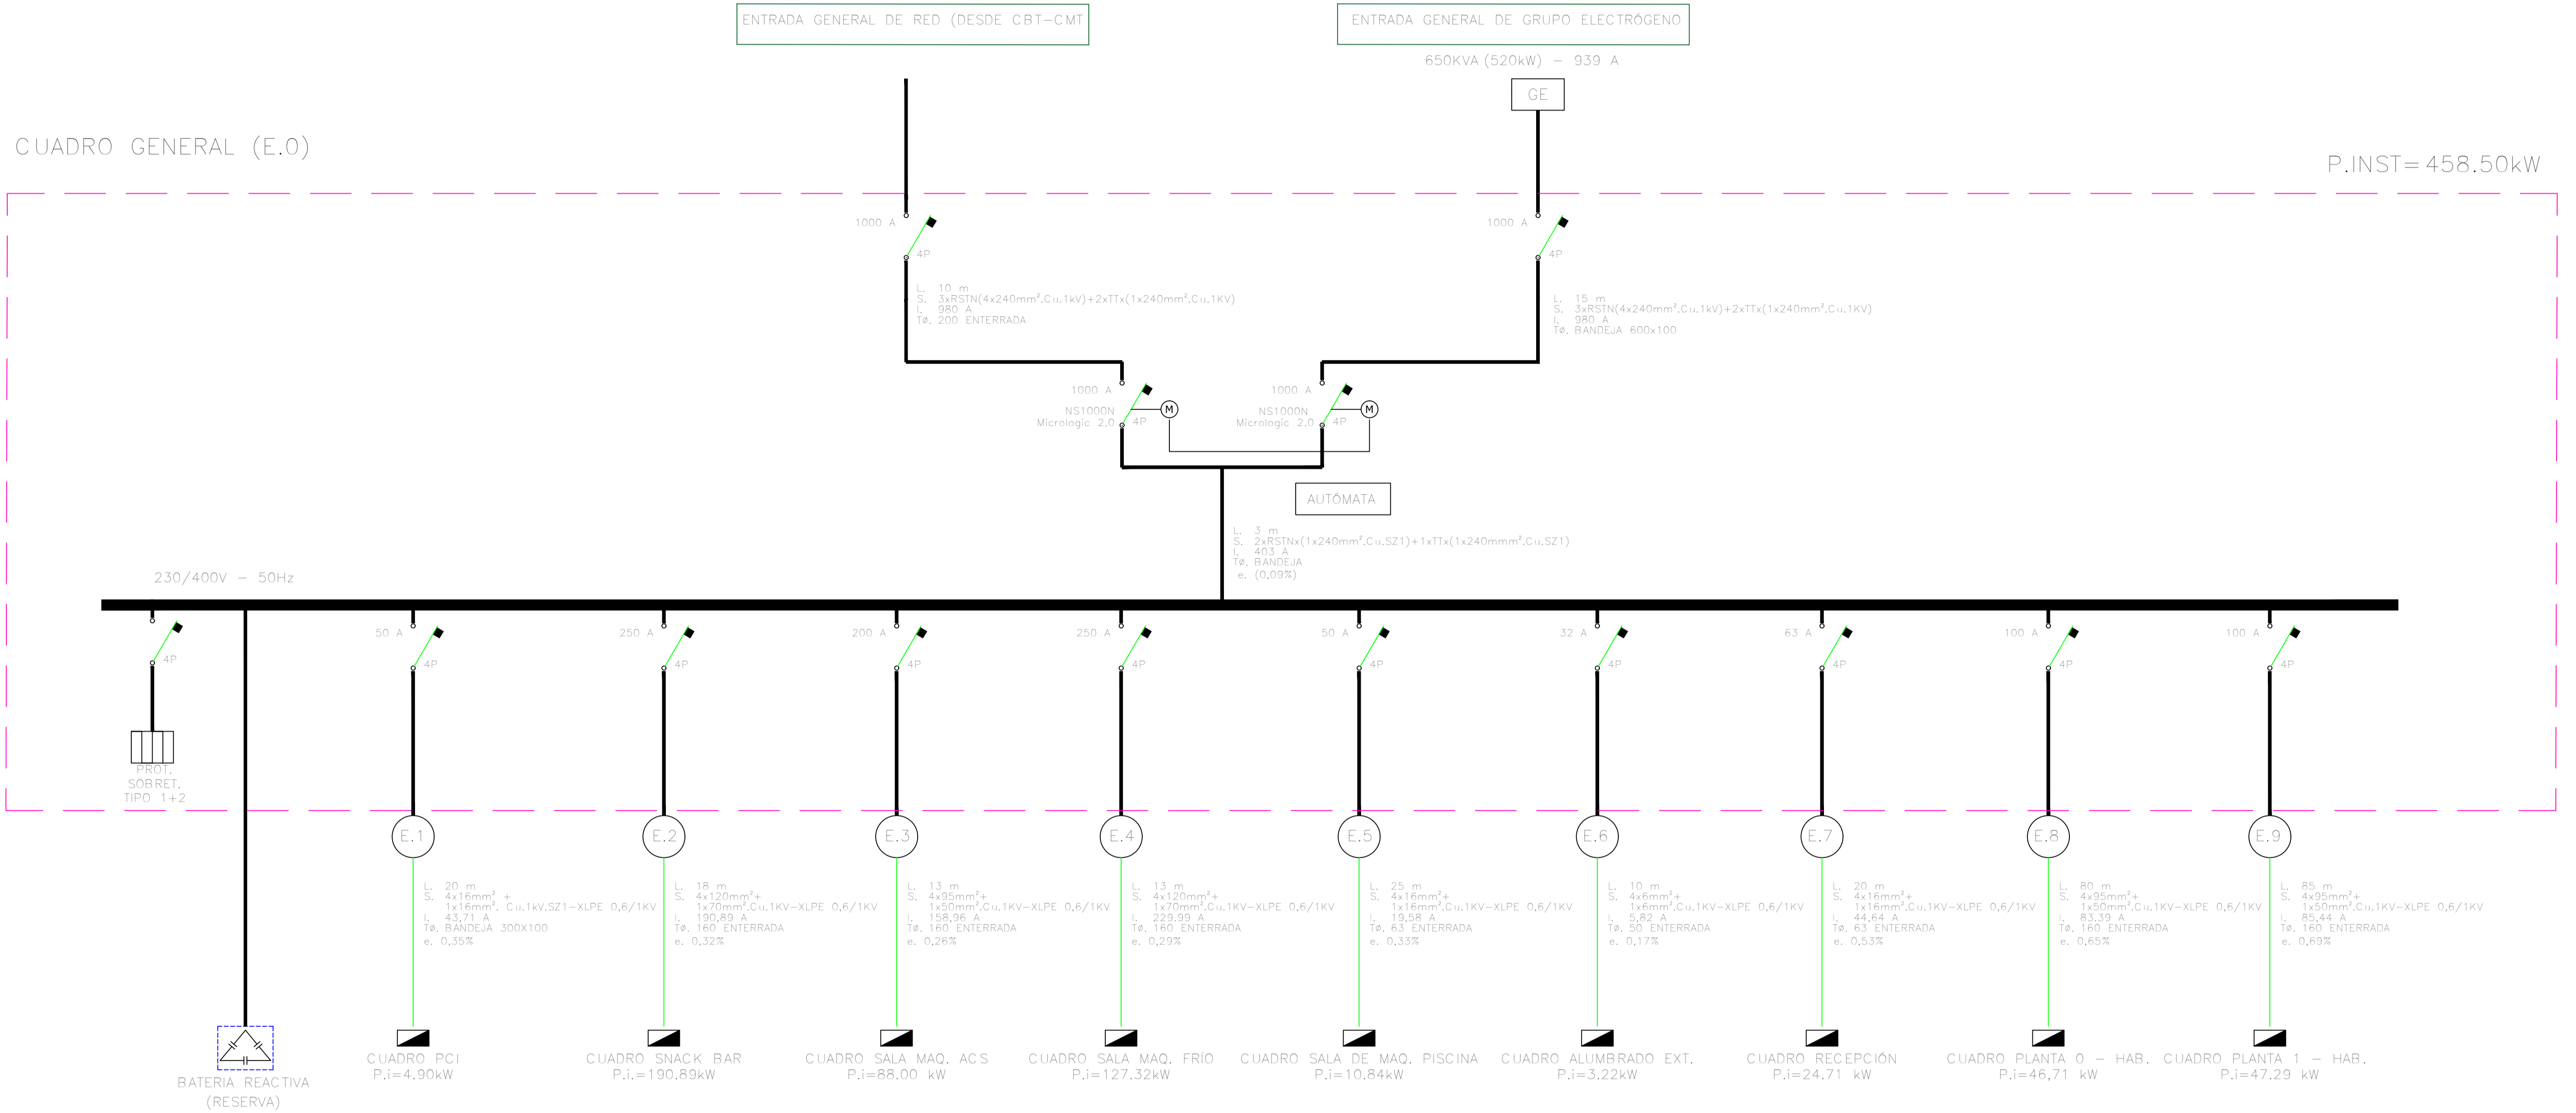 ENTRADA GENERAL DE RED (DESDE CBT-CMT
ENTRADA GENERAL DE GRUPO ELECTRÓGENO
650KVA (520kW) - 939 A
GE
CUADRO GENERAL (E.0)
P.INST= 458.50kW
1000 A
4P
1000 A
4P
L. 10 m
S. 3xRSTN(4x240mm².Cu.1kV)+2xTTx(1x240mm².Cu.1KV)
I. 980 A
Tø. 200 ENTERRADA
L. 15 m
S. 3xRSTN(4x240mm².Cu.1kV)+2xTTx(1x240mm².Cu.1KV)
I. 980 A
Tø. BANDEJA 600x100
1000 A
NS1000N
Micrologic 2.0
4P
M
1000 A
NS1000N
Micrologic 2.0
4P
M
AUTÓMATA
L. 3 m
S. 2xRSTNx(1x240mm².Cu.SZ1)+1xTTx(1x240mmm².Cu.SZ1)
I. 403 A
Tø. BANDEJA
e. (0,09%)
230/400V - 50Hz
4P
50 A
4P
250 A
4P
200 A
4P
250 A
4P
50 A
4P
32 A
4P
63 A
4P
100 A
4P
100 A
4P
PROT.
SOBRET.
TIPO 1+2
E.1
E.2
E.3
E.4
E.5
E.6
E.7
E.8
E.9
L. 20 m
S. 4x16mm² +
1x16mm². Cu.1kV.SZ1-XLPE 0,6/1KV
I. 43,71 A
Tø. BANDEJA 300X100
e. 0,35%
L. 18 m
S. 4x120mm²+
1x70mm².Cu.1KV-XLPE 0,6/1KV
I. 190,89 A
Tø. 160 ENTERRADA
e. 0,32%
L. 13 m
S. 4x95mm²+
1x50mm².Cu.1KV-XLPE 0,6/1KV
I. 158,96 A
Tø. 160 ENTERRADA
e. 0,26%
L. 13 m
S. 4x120mm²+
1x70mm².Cu.1KV-XLPE 0,6/1KV
I. 229,99 A
Tø. 160 ENTERRADA
e. 0,29%
L. 25 m
S. 4x16mm²+
1x16mm².Cu.1KV-XLPE 0,6/1KV
I. 19,58 A
Tø. 63 ENTERRADA
e. 0,33%
L. 10 m
S. 4x6mm²+
1x6mm².Cu.1KV-XLPE 0,6/1KV
I. 5,82 A
Tø. 50 ENTERRADA
e. 0,17%
L. 20 m
S. 4x16mm²+
1x16mm².Cu.1KV-XLPE 0,6/1KV
I. 44,64 A
Tø. 63 ENTERRADA
e. 0,53%
L. 80 m
S. 4x95mm²+
1x50mm².Cu.1KV-XLPE 0,6/1KV
I. 83,39 A
Tø. 160 ENTERRADA
e. 0,65%
L. 85 m
S. 4x95mm²+
1x50mm².Cu.1KV-XLPE 0,6/1KV
I. 85,44 A
Tø. 160 ENTERRADA
e. 0,69%
BATERIA REACTIVA
(RESERVA)
CUADRO PCI
P.i=4.90kW
CUADRO SNACK BAR
P.i.=190.89kW
CUADRO SALA MAQ. ACS
P.i=88.00 kW
CUADRO SALA MAQ. FRÍO
P.i=127.32kW
CUADRO SALA DE MAQ. PISCINA
P.i=10.84kW
CUADRO ALUMBRADO EXT.
P.i=3.22kW
CUADRO RECEPCIÓN
P.i=24.71 kW
CUADRO PLANTA 0 - HAB.
P.i=46,71 kW
CUADRO PLANTA 1 - HAB.
P.i=47.29 kW